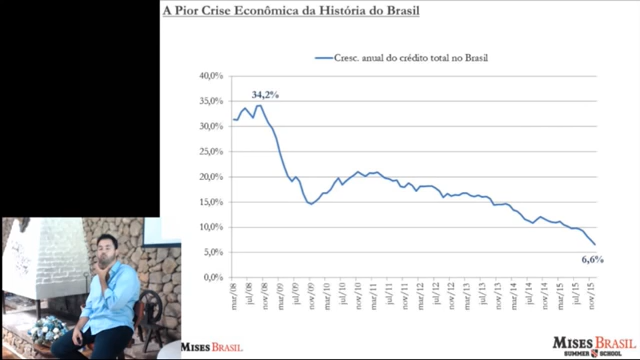 A Pior Crise Econômica da História do Brasil
Cresc. anual do crédito total no Brasil
40,0%
35,0%
30,0%
25,0%
20,0%
15,0%
10,0%
5,0%
0,0%
34,2%
6,6%
mar/08
jul/08
nov/08
mar/09
jul/09
nov/09
mar/10
jul/10
nov/10
mar/11
jul/11
nov/11
mar/12
jul/12
nov/12
mar/13
jul/13
nov/13
mar/14
jul/14
nov/14
mar/15
jul/15
nov/15
MISES BRASIL
MISES BRASIL
SUMMER SCHOOL